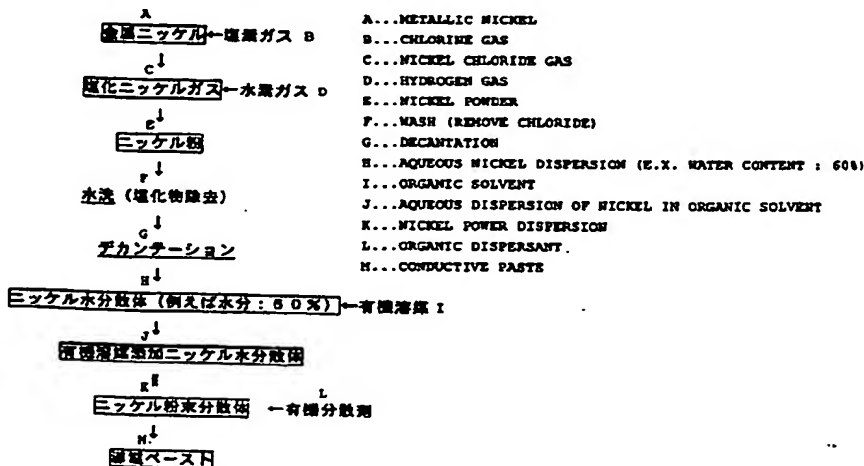 A
金属ニッケル←塩素ガス B
C↓
塩化ニッケルガス←水素ガス D
E↓
ニッケル粉
F↓
水洗 (塩化物除去)
G↓
デカンテーション
H↓
ニッケル水分散体 (例えば水分:60%)←有機溶媒 I
J↓
有機溶媒添加ニッケル水分散体
K
L
ニッケル粉末分散体 ←有機分散剤
M↓
導電ペースト
A...METALLIC NICKEL
B...CHLORINE GAS
C...NICKEL CHLORIDE GAS
D...HYDROGEN GAS
E...NICKEL POWDER
F...WASH (REMOVE CHLORIDE)
G...DECANTATION
H...AQUEOUS NICKEL DISPERSION (E.X. WATER CONTENT : 60%)
I...ORGANIC SOLVENT
J...AQUEOUS DISPERSION OF NICKEL IN ORGANIC SOLVENT
K...NICKEL POWER DISPERSION
L...ORGANIC DISPERSANT.
M...CONDUCTIVE PASTE